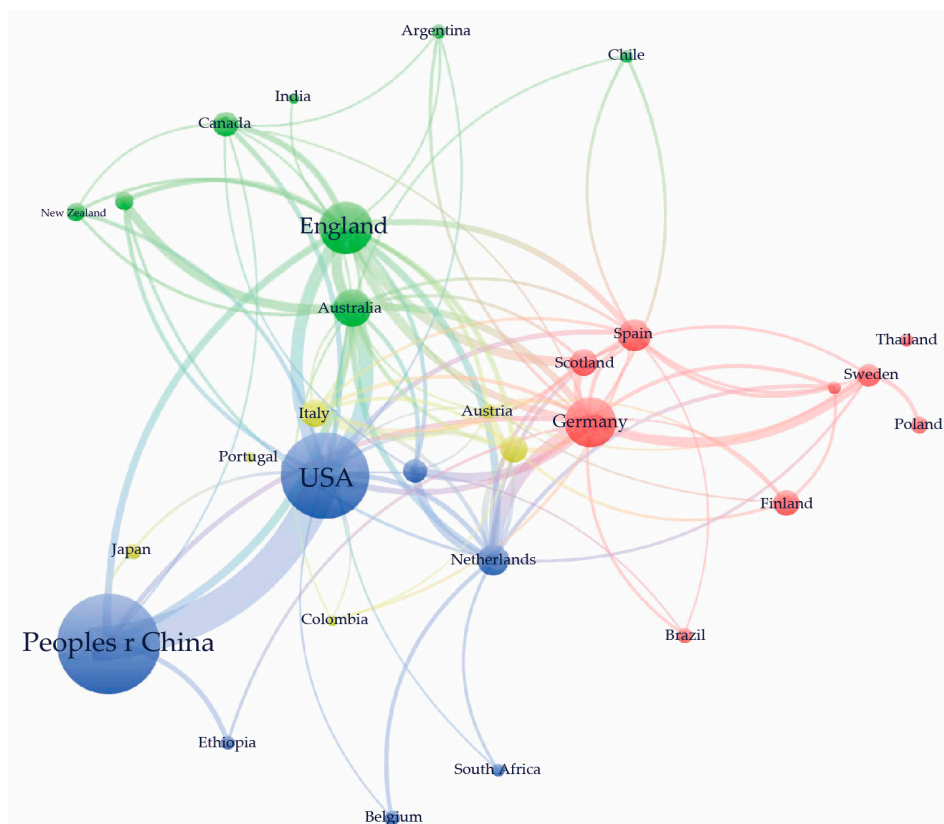 Argentina
Chile
India
Canada
New Zealand
England
Australia
Spain
Thailand
Scotland
Sweden
Italy
Austria
Germany
Poland
Portugal
USA
Finland
Japan
Netherlands
Colombia
Brazil
Peoples r China
Ethiopia
South Africa
Belgium